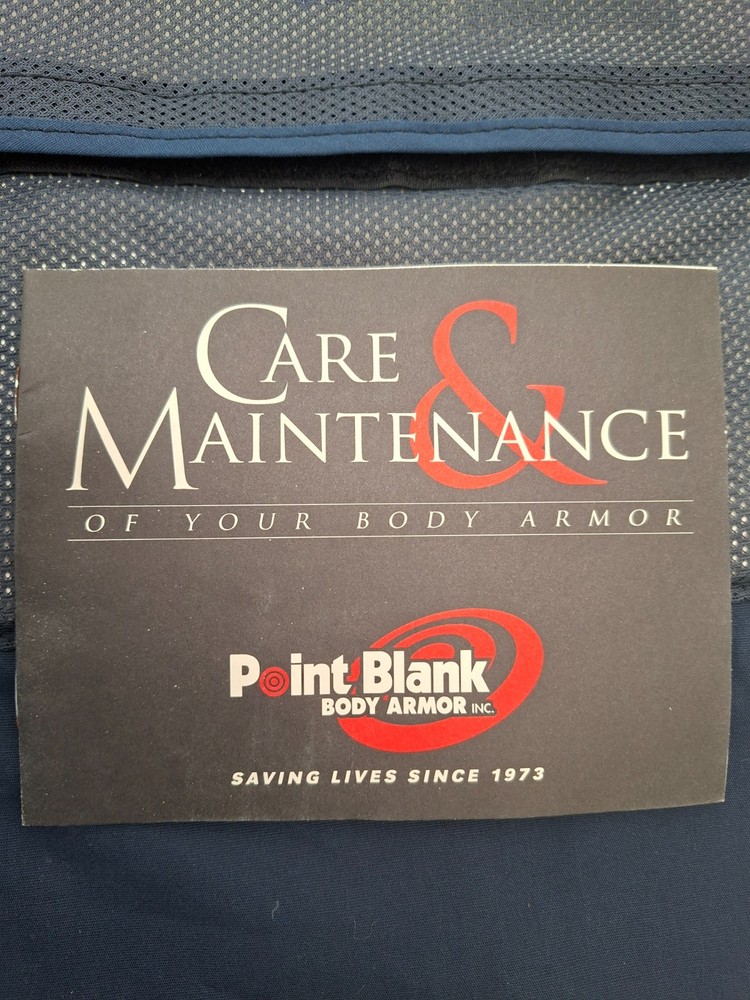 CARE &
MAINTENANCE
OF YOUR BODY ARMOR
Point Blank
BODY ARMOR INC.
SAVING LIVES SINCE 1973